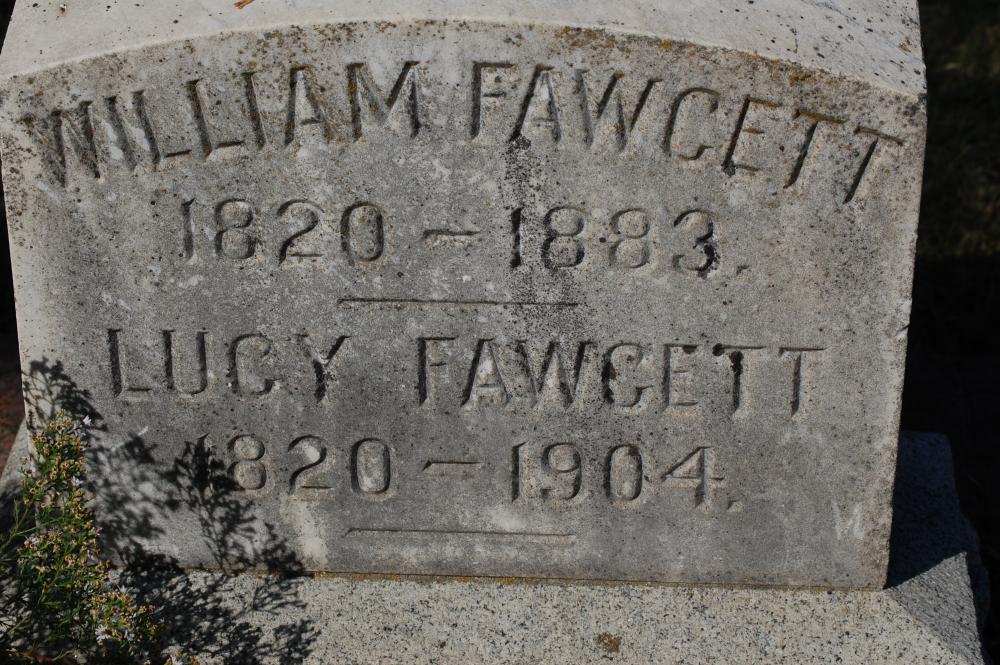 WILLIAM FAWCETT
1820 - 1883.
LUCY FAWCETT
1820 - 1904.